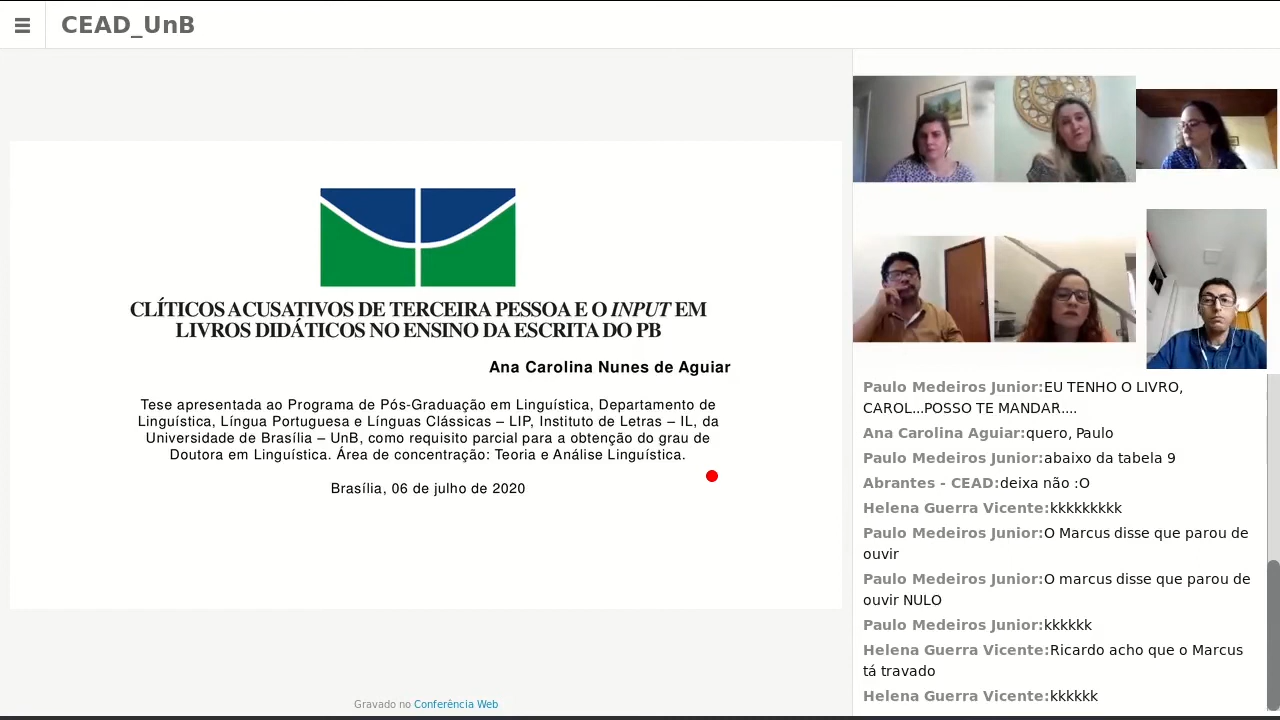 CEAD_UnB
CLÍTICOS ACUSATIVOS DE TERCEIRA PESSOA E O INPUT EM
LIVROS DIDÁTICOS NO ENSINO DA ESCRITA DO PB
Ana Carolina Nunes de Aguiar
Tese apresentada ao Programa de Pós-Graduação em Linguística, Departamento de
Linguística, Língua Portuguesa e Línguas Clássicas – LIP, Instituto de Letras – IL, da
Universidade de Brasília – UnB, como requisito parcial para a obtenção do grau de
Doutora em Linguística. Área de concentração: Teoria e Análise Linguística.
Brasília, 06 de julho de 2020
Gravado no Conferência Web
Paulo Medeiros Junior:EU TENHO O LIVRO,
CAROL...POSSO TE MANDAR....
Ana Carolina Aguiar:quero, Paulo
Paulo Medeiros Junior:abaixo da tabela 9
Abrantes - CEAD:deixa não :O
Helena Guerra Vicente:kkkkkkkkk
Paulo Medeiros Junior:O Marcus disse que parou de
ouvir
Paulo Medeiros Junior:O marcus disse que parou de
ouvir NULO
Paulo Medeiros Junior:kkkkkk
Helena Guerra Vicente:Ricardo acho que o Marcus
tá travado
Helena Guerra Vicente:kkkkkk